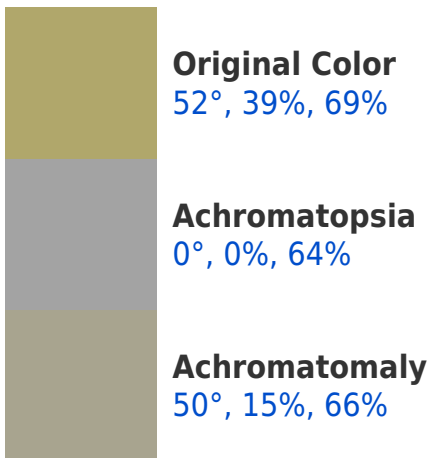 Original Color
52°, 39%, 69%
Achromatopsia
0°, 0%, 64%
Achromatomaly
50°, 15%, 66%